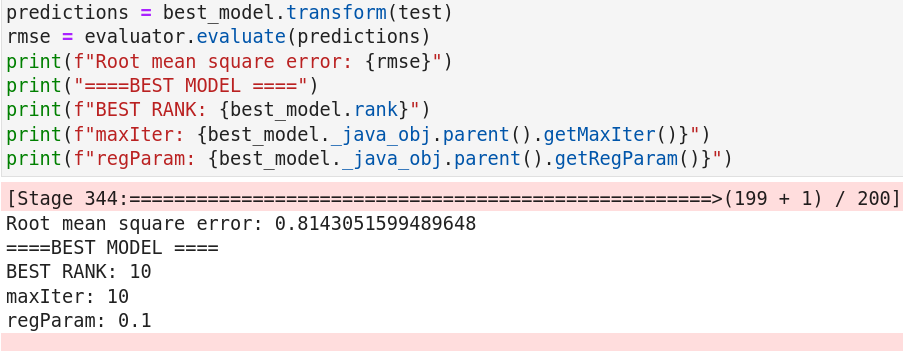 predictions = best_model.transform(test)
rmse = evaluator.evaluate(predictions)
print(f"Root mean square error: {rmse}")
print("====BEST MODEL ====")
print(f"BEST RANK: {best_model.rank}")
print(f"maxIter: {best_model._java_obj.parent().getMaxIter()}")
print(f"regParam: {best_model._java_obj.parent().getRegParam()}")
[Stage 344:====================================================>(199 + 1) / 200]
Root mean square error: 0.8143051599489648
====BEST MODEL ====
BEST RANK: 10
maxIter: 10
regParam: 0.1